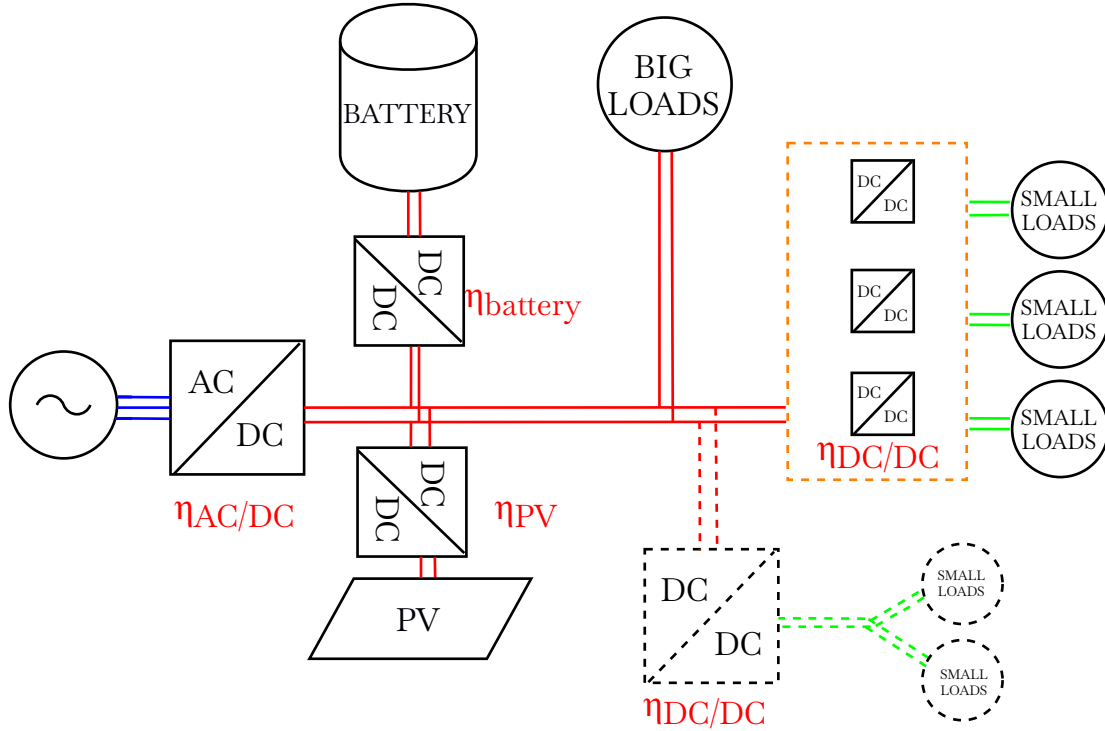 BATTERY
BIG
LOADS
DC
DC
ηbattery
DC
DC
SMALL
LOADS
DC
DC
SMALL
LOADS
DC
DC
SMALL
LOADS
ηDC/DC
AC
DC
ηAC/DC
DC
DC
ηPV
PV
DC
DC
ηDC/DC
SMALL
LOADS
SMALL
LOADS